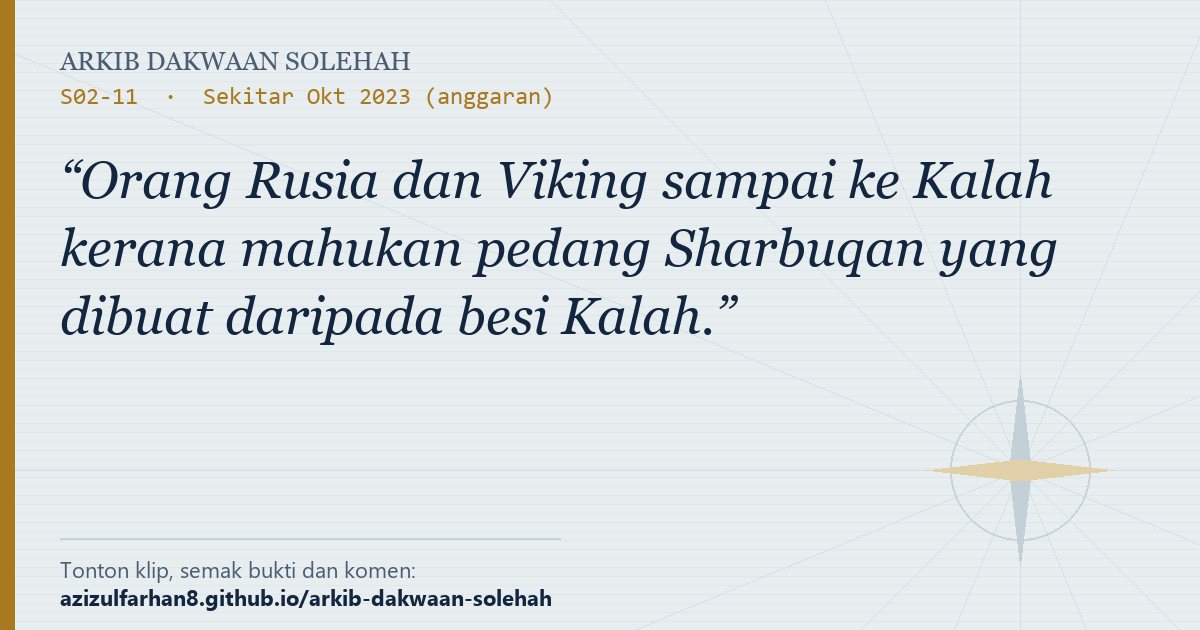 ARKIB DAKWAAN SOLEHAH
S02-11 · Sekitar Okt 2023 (anggaran)
“Orang Rusia dan Viking sampai ke Kalah
kerana mahukan pedang Sharbuqan yang
dibuat daripada besi Kalah.”
Tonton klip, semak bukti dan komen:
azizulfarhan8.github.io/arkib-dakwaan-solehah